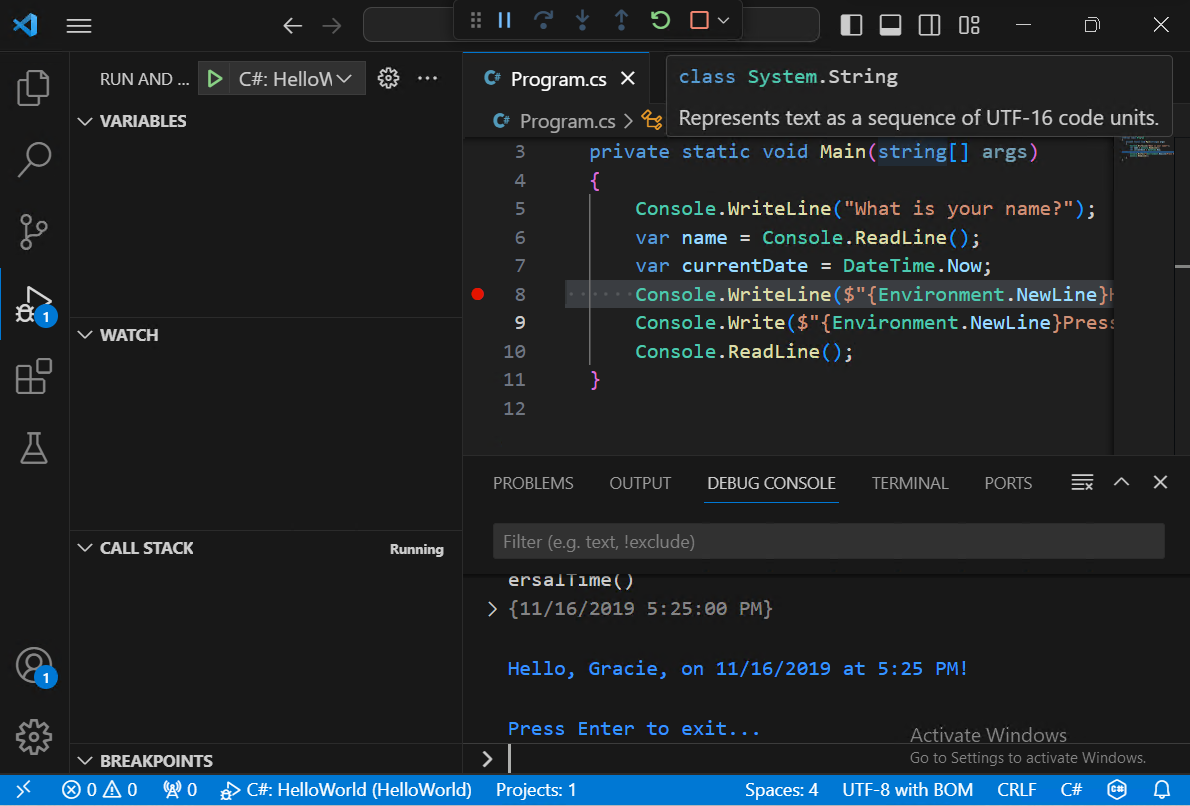 RUN AND ...
C#: HelloW
C# Program.cs
class System.String
Represents text as a sequence of UTF-16 code units.
C# Program.cs >
VARIABLES
3 private static void Main(string[] args)
4 {
5 Console.WriteLine("What is your name?");
6 var name = Console.ReadLine();
7 var currentDate = DateTime.Now;
8 Console.WriteLine($"{Environment.NewLine}H
9 Console.Write($"{Environment.NewLine}Press
10 Console.ReadLine();
11 }
12
1
WATCH
CALL STACK
Running
PROBLEMS OUTPUT DEBUG CONSOLE TERMINAL PORTS
Filter (e.g. text, !exclude)
ersalTime()
> {11/16/2019 5:25:00 PM}
Hello, Gracie, on 11/16/2019 at 5:25 PM!
Press Enter to exit...
1
Activate Windows
Go to Settings to activate Windows.
BREAKPOINTS
>
0 0 0 C#: HelloWorld (HelloWorld) Projects: 1 Spaces: 4 UTF-8 with BOM CRLF C#